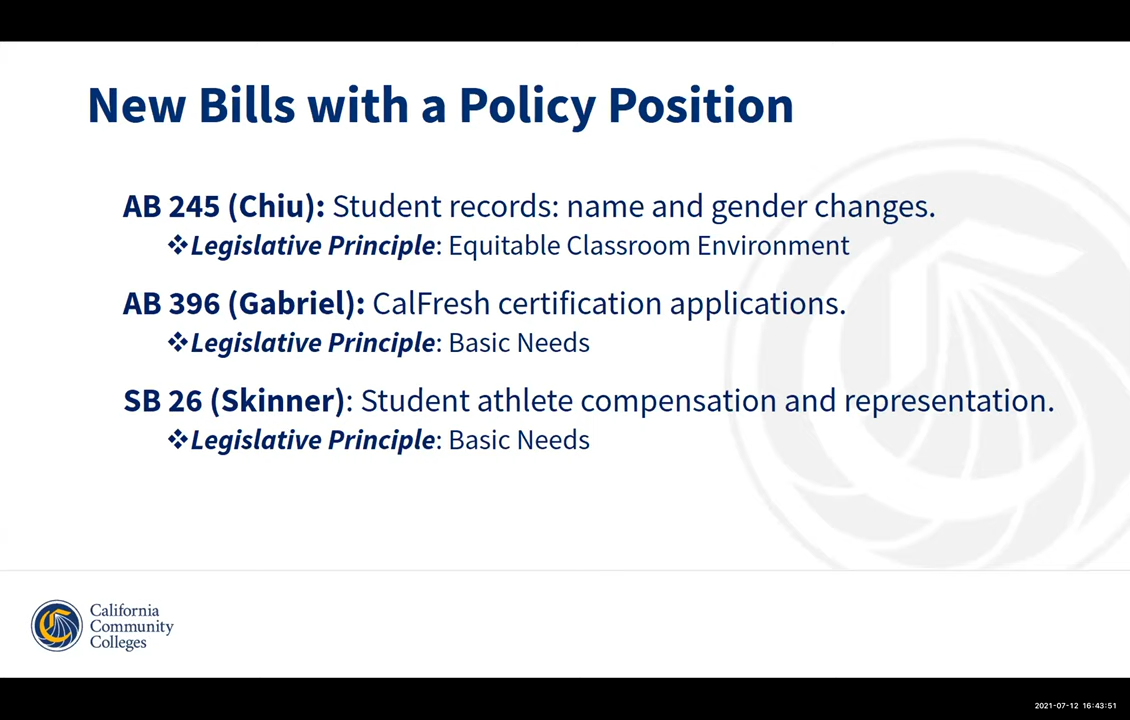 New Bills with a Policy Position
AB 245 (Chiu): Student records: name and gender changes.
❖Legislative Principle: Equitable Classroom Environment
AB 396 (Gabriel): CalFresh certification applications.
❖Legislative Principle: Basic Needs
SB 26 (Skinner): Student athlete compensation and representation.
❖Legislative Principle: Basic Needs
California
Community
Colleges
2021-07-12 16:43:51